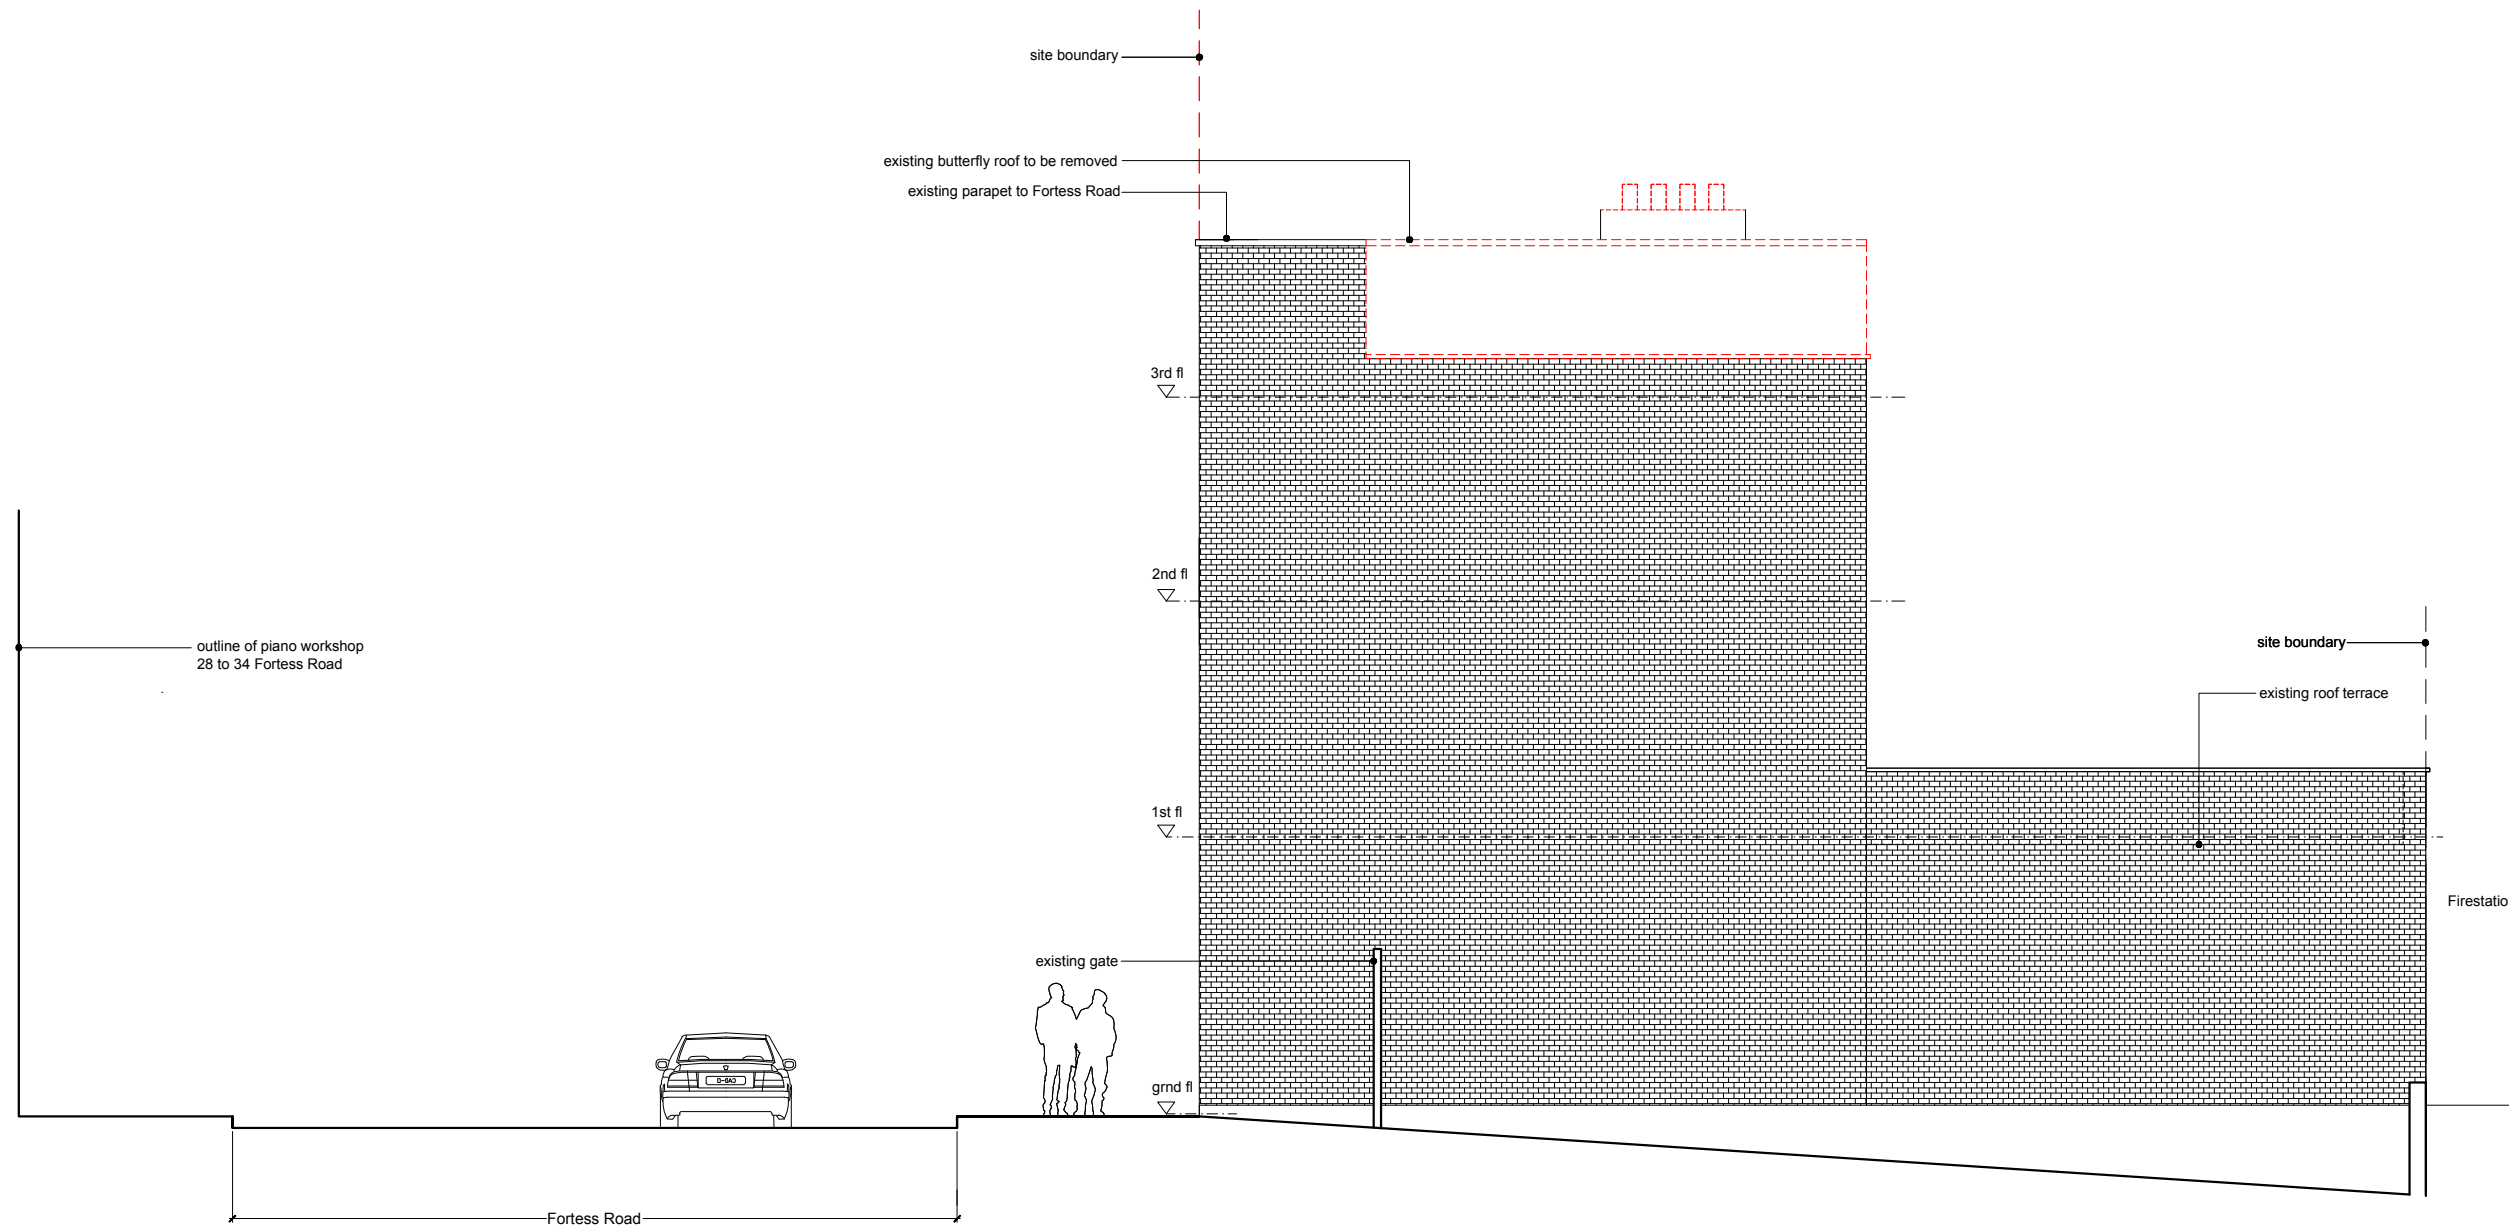 site boundary
existing butterfly roof to be removed
existing parapet to Fortess Road
3rd fl
2nd fl
outline of piano workshop
28 to 34 Fortess Road
site boundary
existing roof terrace
1st fl
Firestatio
existing gate
grnd fl
Fortess Road